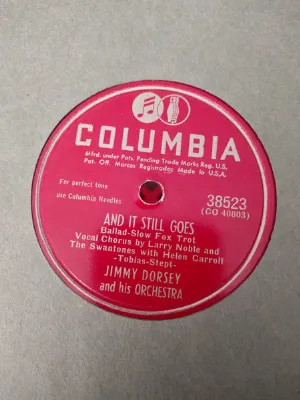 COLUMBIA
Mfrd. under Pats. Pending Trade Marks Reg. U.S.
Pat. Off. Marcas Registradas Made in U.S.A.
For perfect tone
use Columbia Needles
38523
(CO 40803)
AND IT STILL GOES
Ballad-Slow Fox Trot
Vocal Chorus by Larry Noble and
The Swantones with Helen Carroll
-Tobias-Stept-
JIMMY DORSEY
and his ORCHESTRA